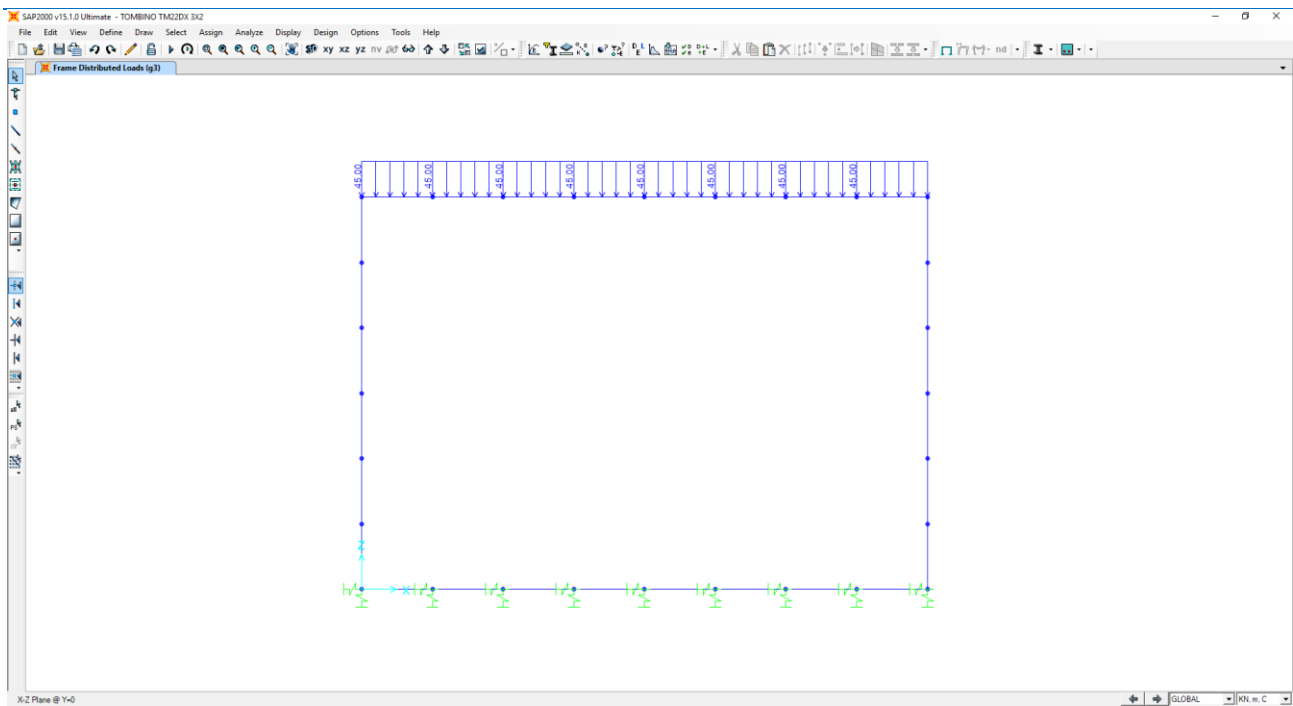 SAP2000 v15.1.0 Ultimate - TOMBINO TM22DX 3X2
File Edit View Define Draw Select Assign Analyze Display Design Options Tools Help
xy xz yz nv nd
Frame Distributed Loads (g3)
45.00 45.00 45.00 45.00 45.00 45.00 45.00 45.00
Z
X
X-Z Plane @ Y=0
GLOBAL
KN, m, C